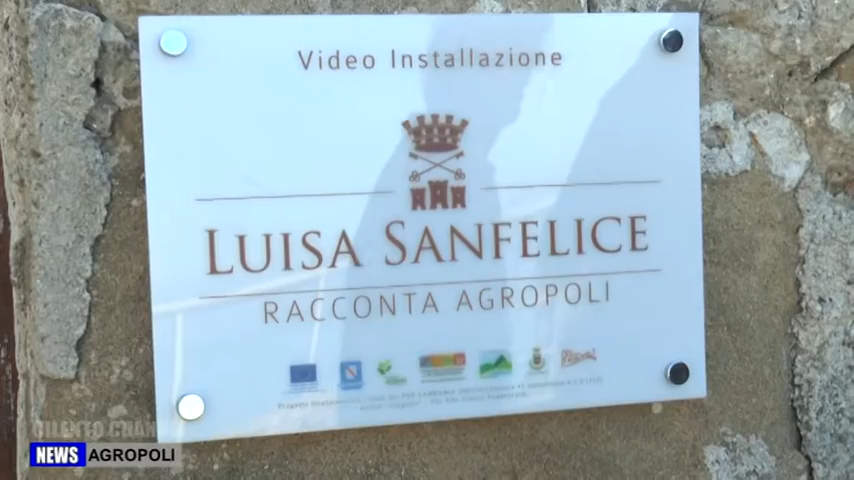 Video Installazione
LUISA SANFELICE
RACCONTA AGROPOLI
NEWS AGROPOLI